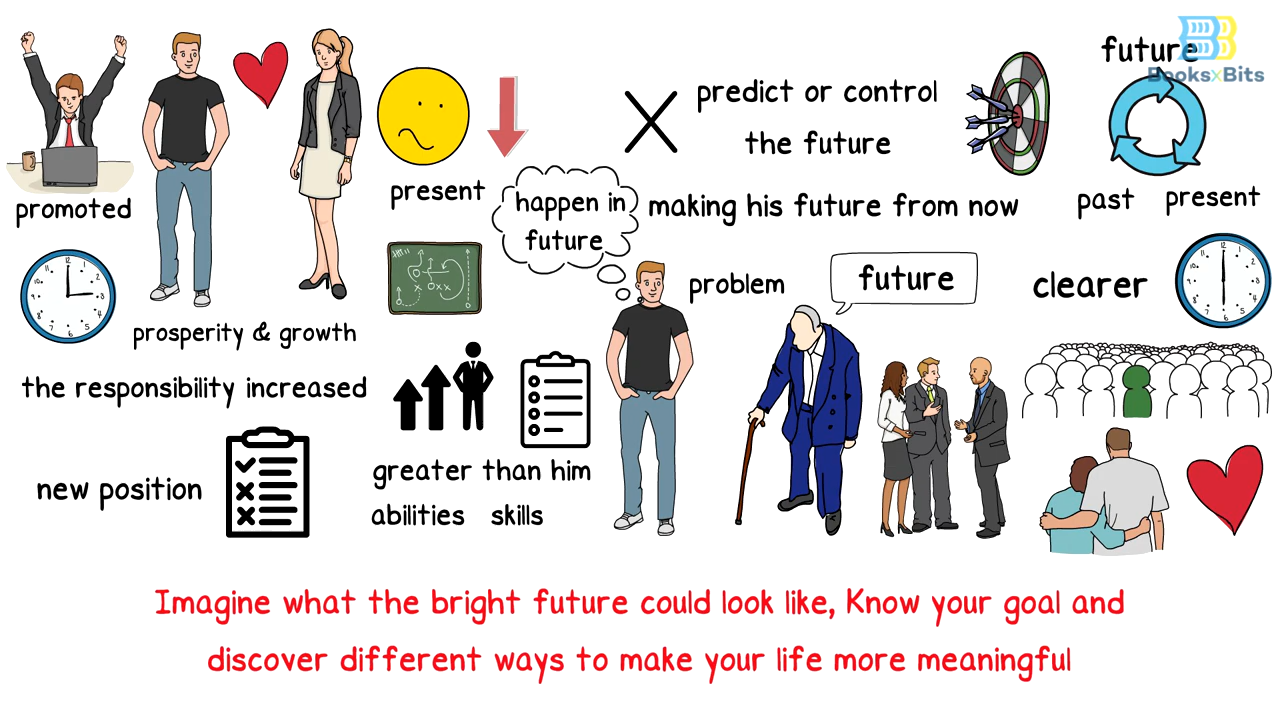 promoted
prosperity & growth
the responsibility increased
new position
present
happen in
future
greater than him
abilities skills
predict or control
the future
making his future from now
problem
future
future
BooksxBits
past present
clearer
Imagine what the bright future could look like, Know your goal and
discover different ways to make your life more meaningful